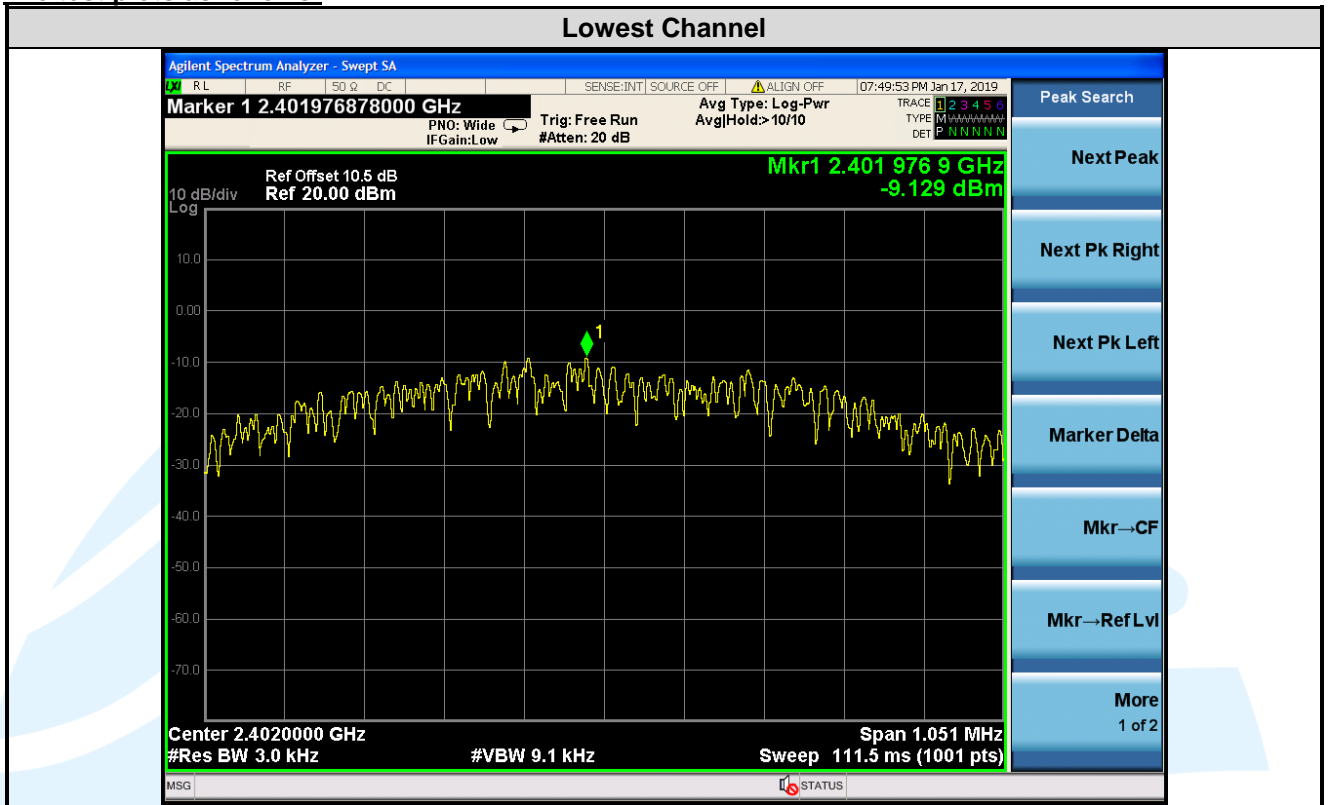 Lowest Channel
Agilent Spectrum Analyzer - Swept SA
LXI RL RF 50 Ω DC SENSE:INT SOURCE OFF ⚠ALIGN OFF 07:49:53 PM Jan 17, 2019
Marker 1 2.401976878000 GHz
PNO: Wide
IFGain:Low
Trig: Free Run
#Atten: 20 dB
Avg Type: Log-Pwr
Avg|Hold:>10/10
TRACE 1 2 3 4 5 6
TYPE M
DET P N N N N N
Peak Search
Mkr1 2.401 976 9 GHz
-9.129 dBm
Ref Offset 10.5 dB
10 dB/div Ref 20.00 dBm
Log
10.0
0.00
1
-10.0
-20.0
-30.0
-40.0
-50.0
-60.0
-70.0
Center 2.4020000 GHz Span 1.051 MHz
#Res BW 3.0 kHz #VBW 9.1 kHz Sweep 111.5 ms (1001 pts)
Next Peak
Next Pk Right
Next Pk Left
Marker Delta
Mkr→CF
Mkr→Ref Lvl
More
1 of 2
MSG STATUS